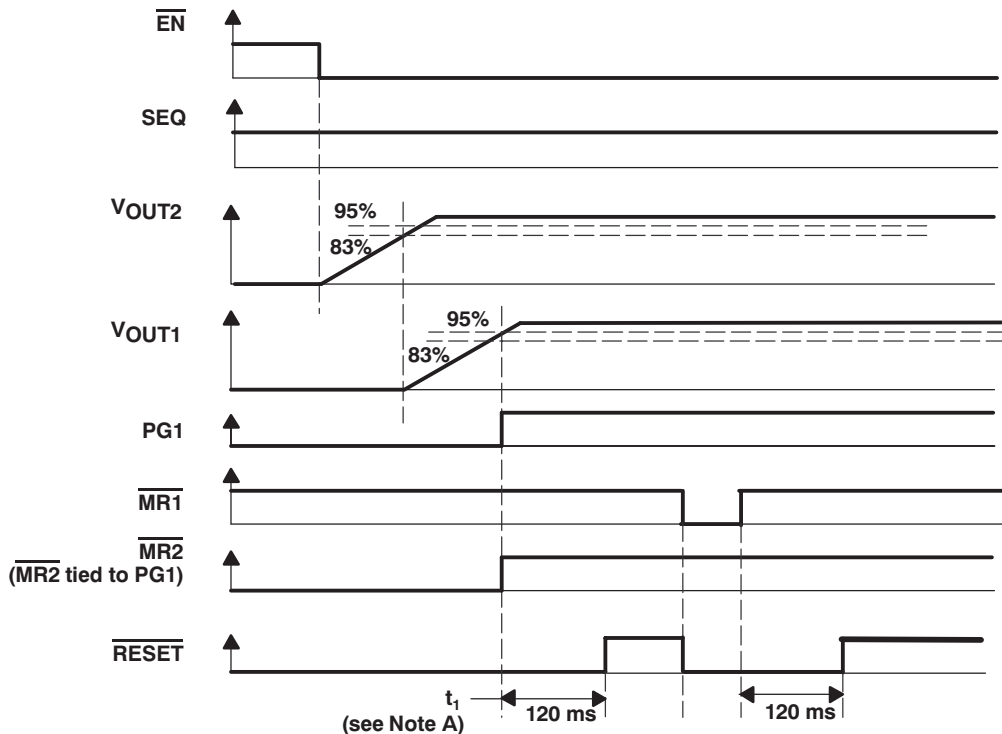 EN
SEQ
VOUT2
95%
83%
VOUT1
95%
83%
PG1
MR1
MR2
(MR2 tied to PG1)
RESET
t1
(see Note A)
120 ms
120 ms